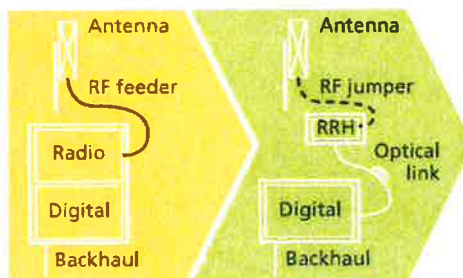 Antenna
RF feeder
Radio
Digital
Backhaul
Antenna
RF jumper
RRH
Optical
link
Digital
Backhaul